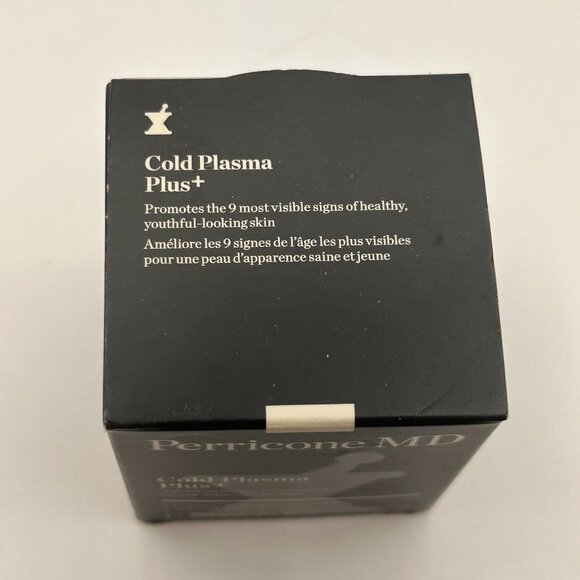 Cold Plasma
Plus+
Promotes the 9 most visible signs of healthy,
youthful-looking skin
Améliore les 9 signes de l'âge les plus visibles
pour une peau d'apparence saine et jeune
Perricone MD
Cold Plasma
Plus+